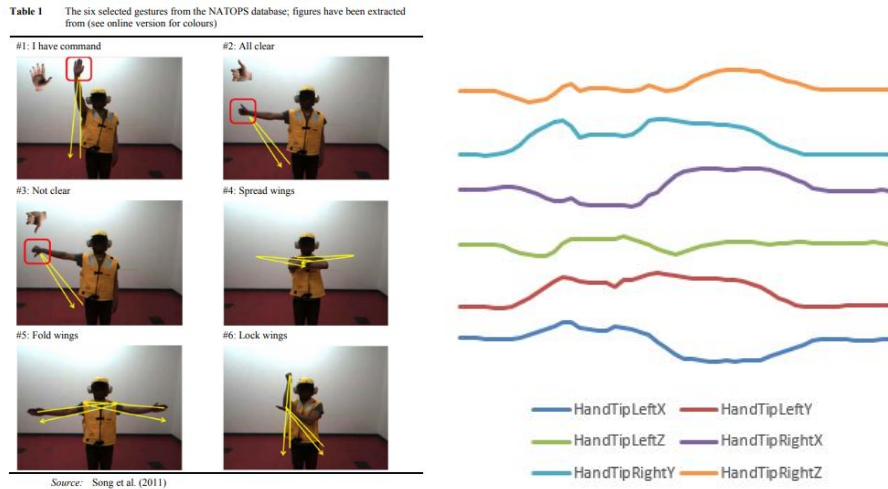 Table 1 The six selected gestures from the NATOPS database; figures have been extracted
from (see online version for colours)
#1: I have command #2: All clear
#3: Not clear #4: Spread wings
#5: Fold wings #6: Lock wings
Source: Song et al. (2011)
HandTipLeftX HandTipLeftY
HandTipLeftZ HandTipRightX
HandTipRightY HandTipRightZ